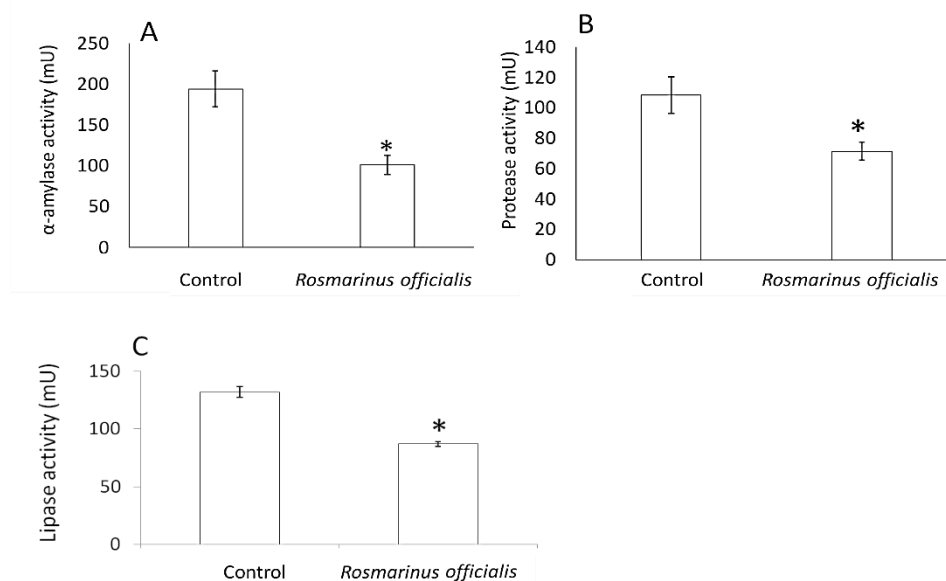 A
α-amylase activity (mU)
250
200
150
100
50
0
*
Control
Rosmarinus officialis
B
Protease activity (mU)
140
120
100
80
60
40
20
0
*
Control
Rosmarinus officialis
C
Lipase activity (mU)
150
100
50
0
*
Control
Rosmarinus officialis